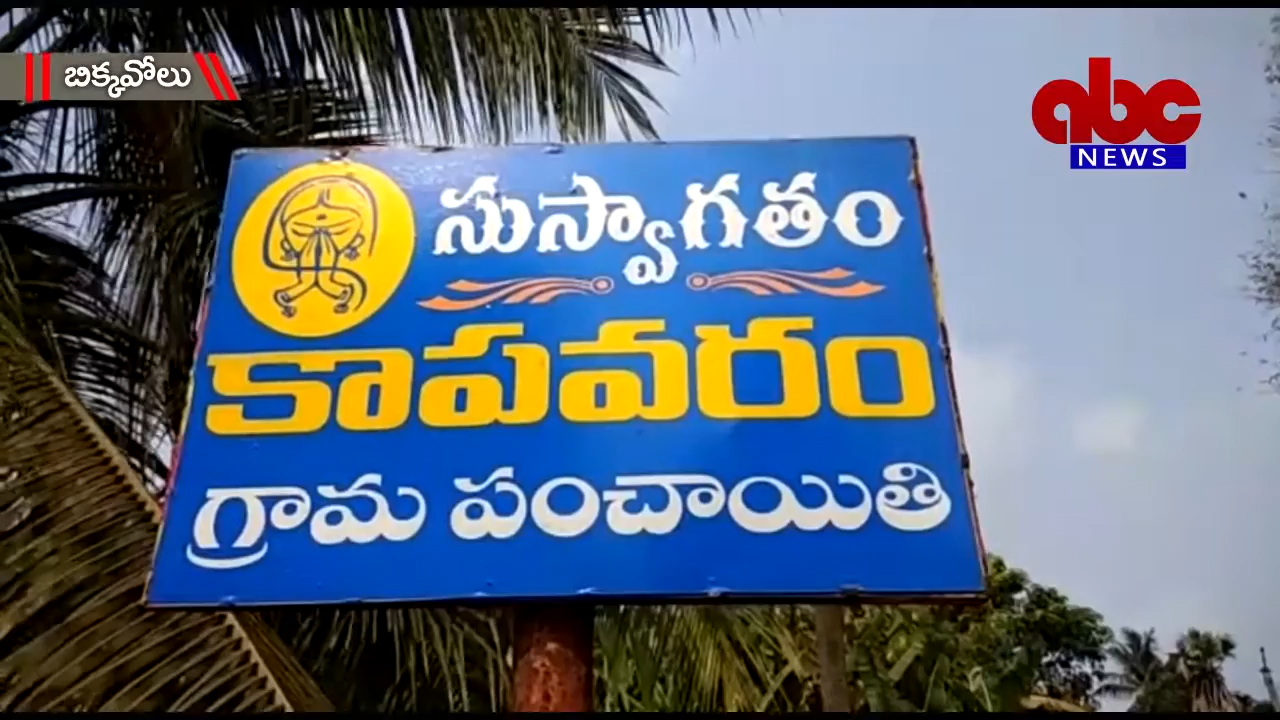 బిక్కవోలు
abc
NEWS
సుస్వాగతం
కాపవరం
గ్రామ పంచాయితి